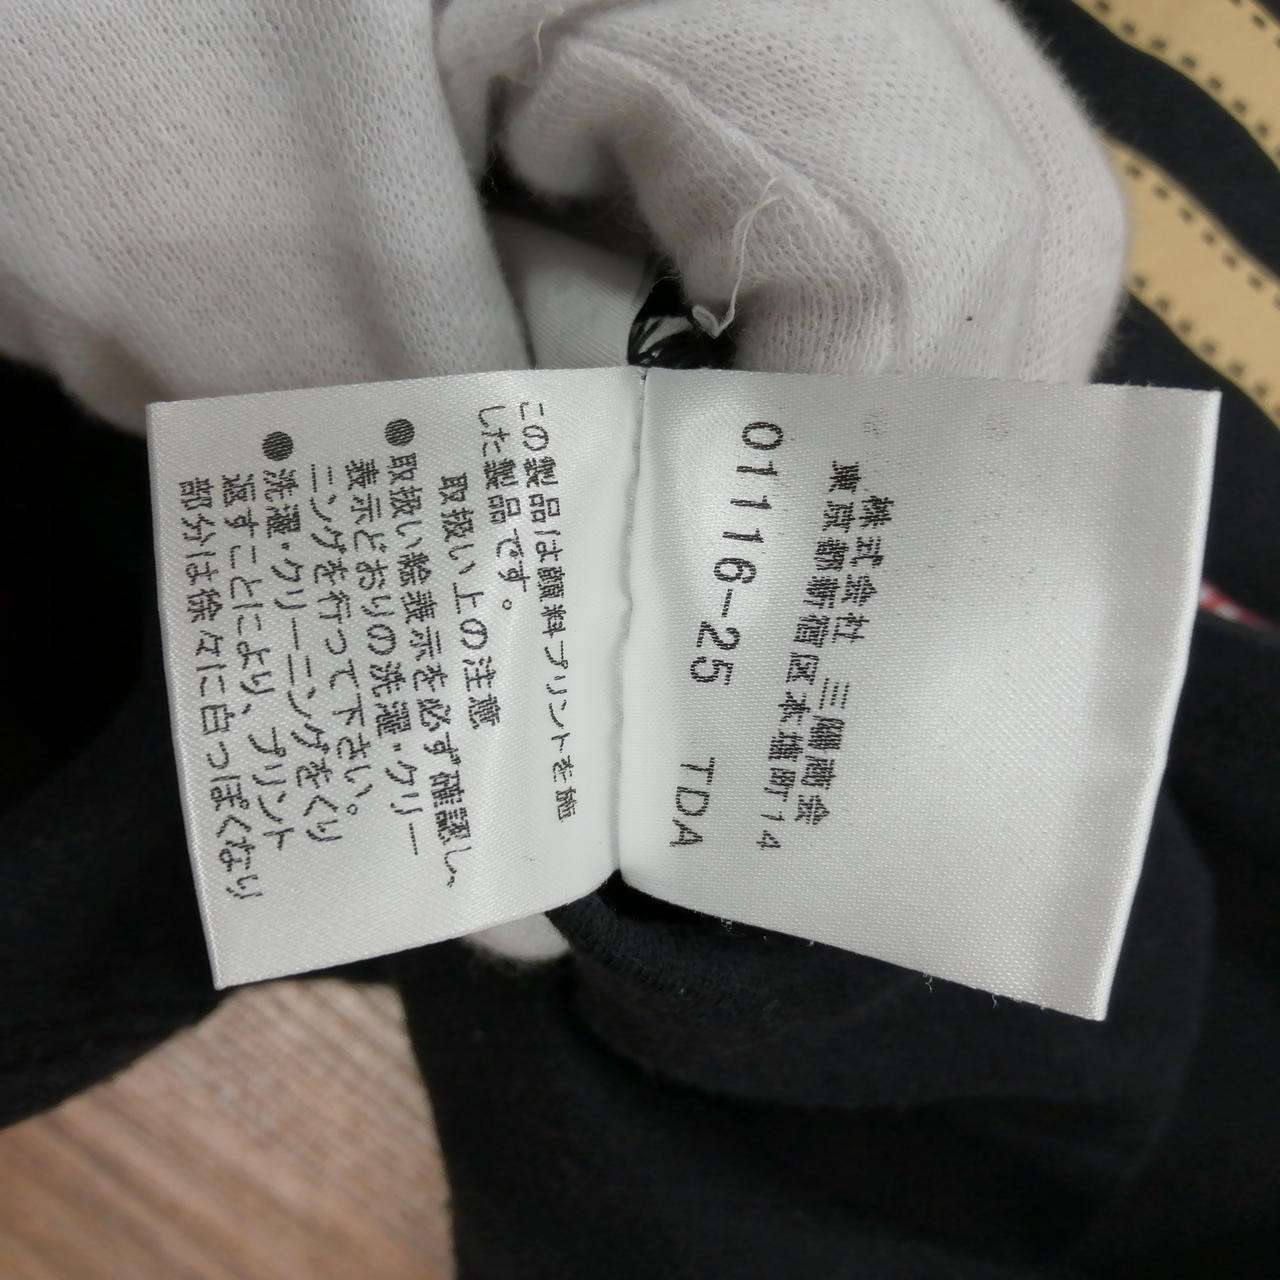 株式会社 三陽商会
東京都新宿区本塩町14
01116-25 TDA
この製品は顔料プリントを施
した製品です。
取扱い上の注意
●取扱い絵表示を必ず確認し、
表示どおりの洗濯・クリー
ニングを行って下さい。
●洗濯・クリーニングをくり
返すことにより、プリント
部分は徐々に白っぽくなり